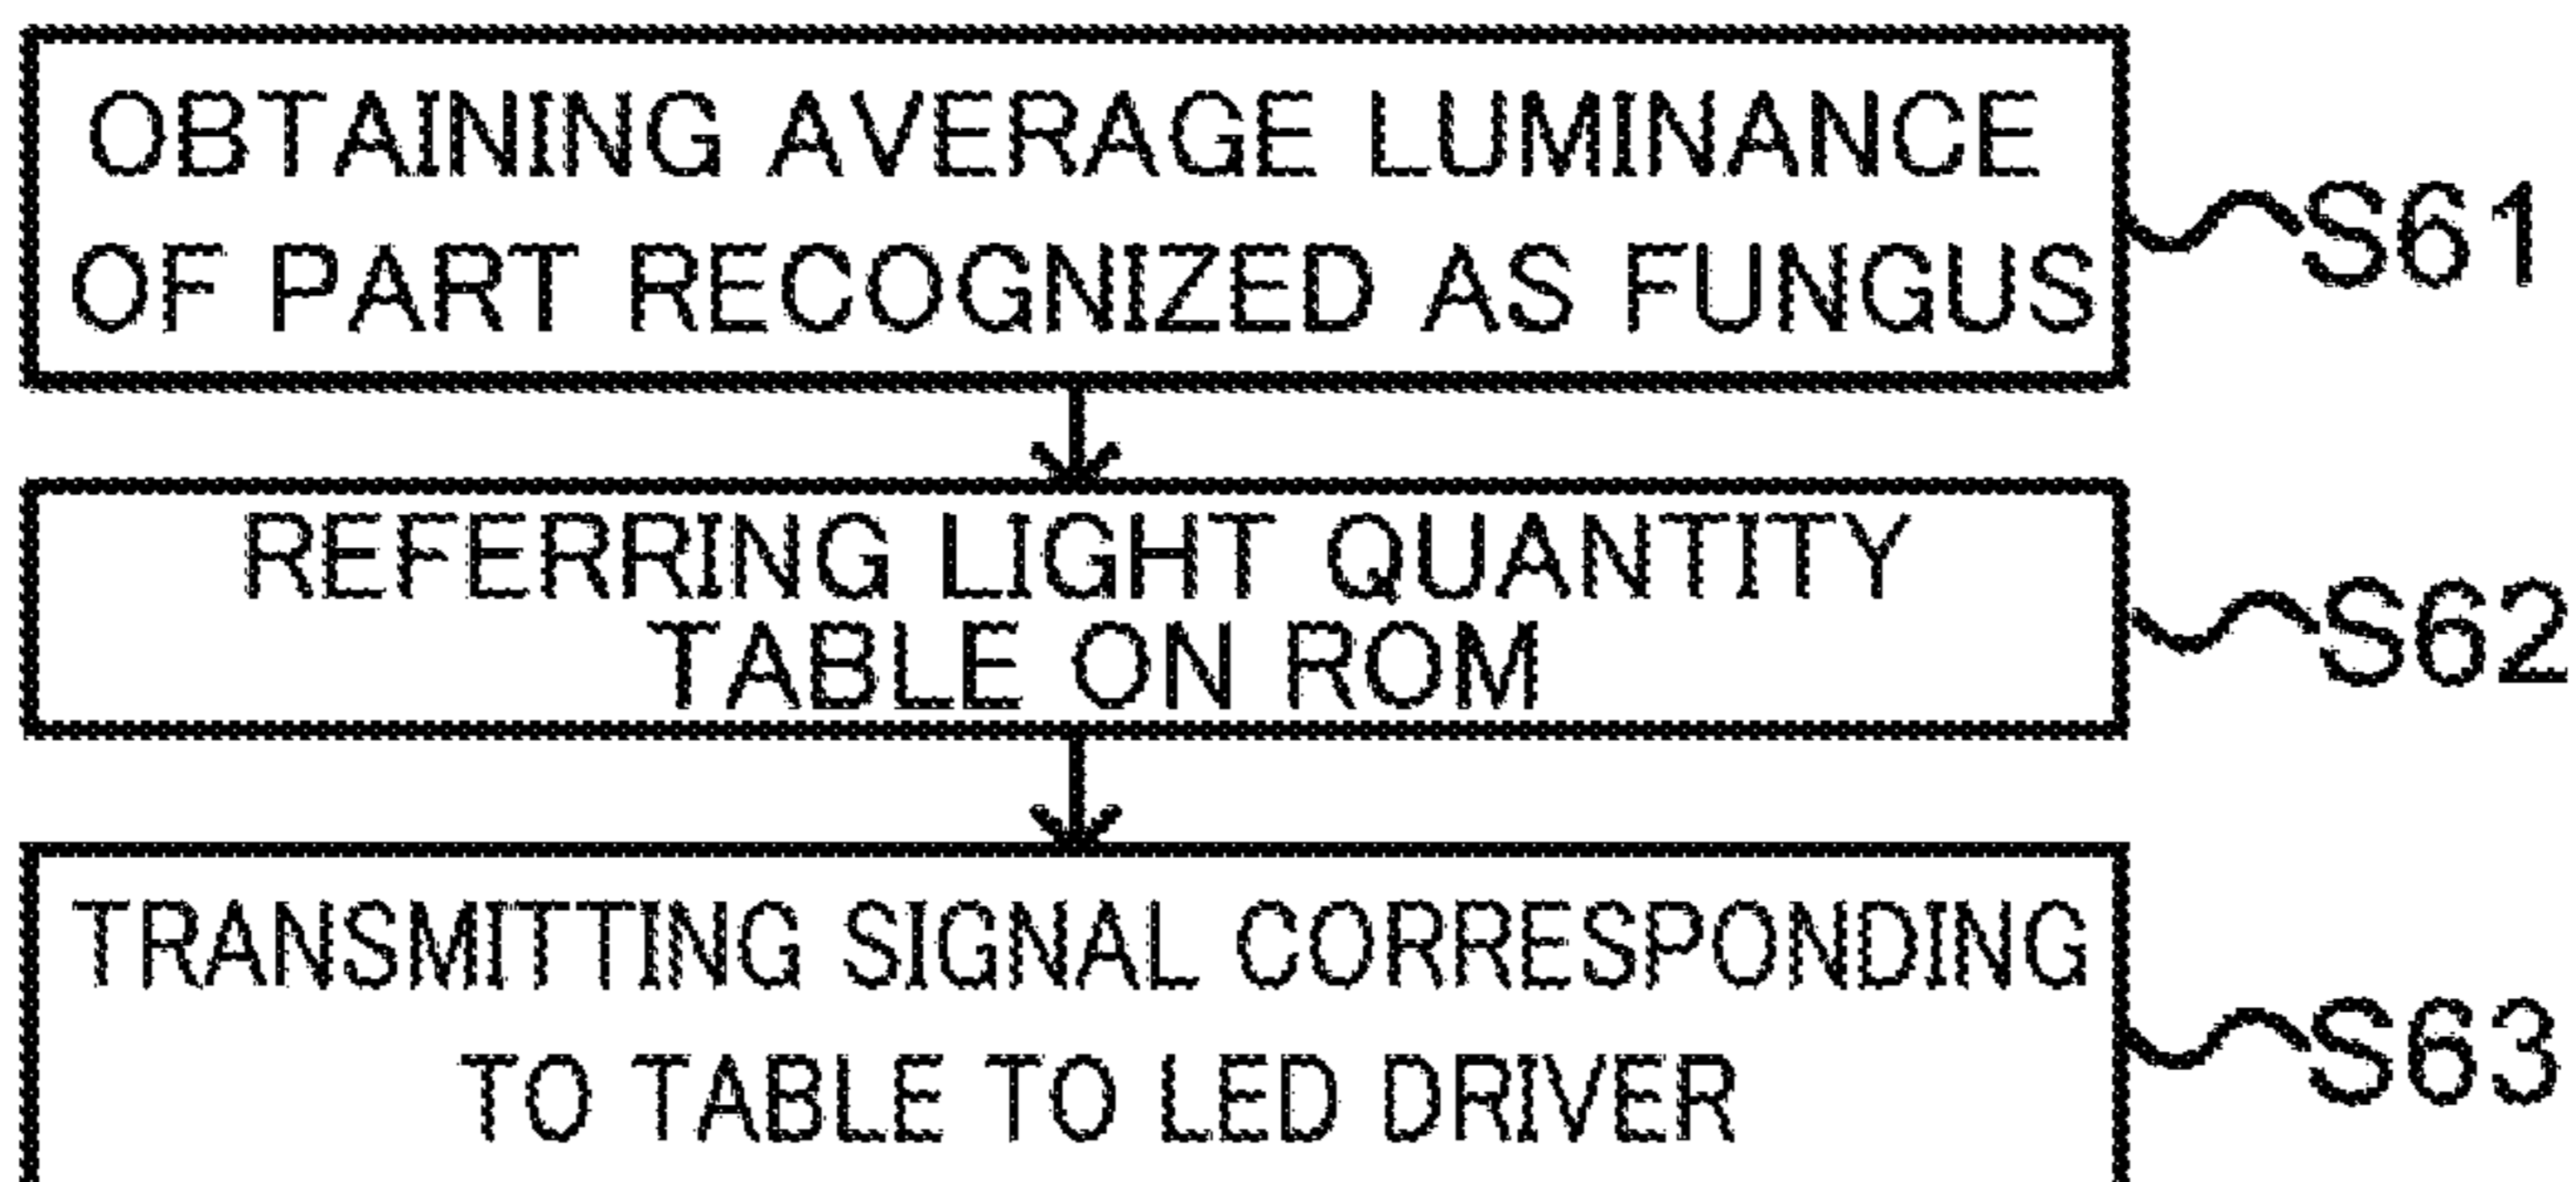 OBTAINING AVERAGE LUMINANCE
OF PART RECOGNIZED AS FUNGUS
S61
REFERRING LIGHT QUANTITY
TABLE ON ROM
S62
TRANSMITTING SIGNAL CORRESPONDING
TO TABLE TO LED DRIVER
S63